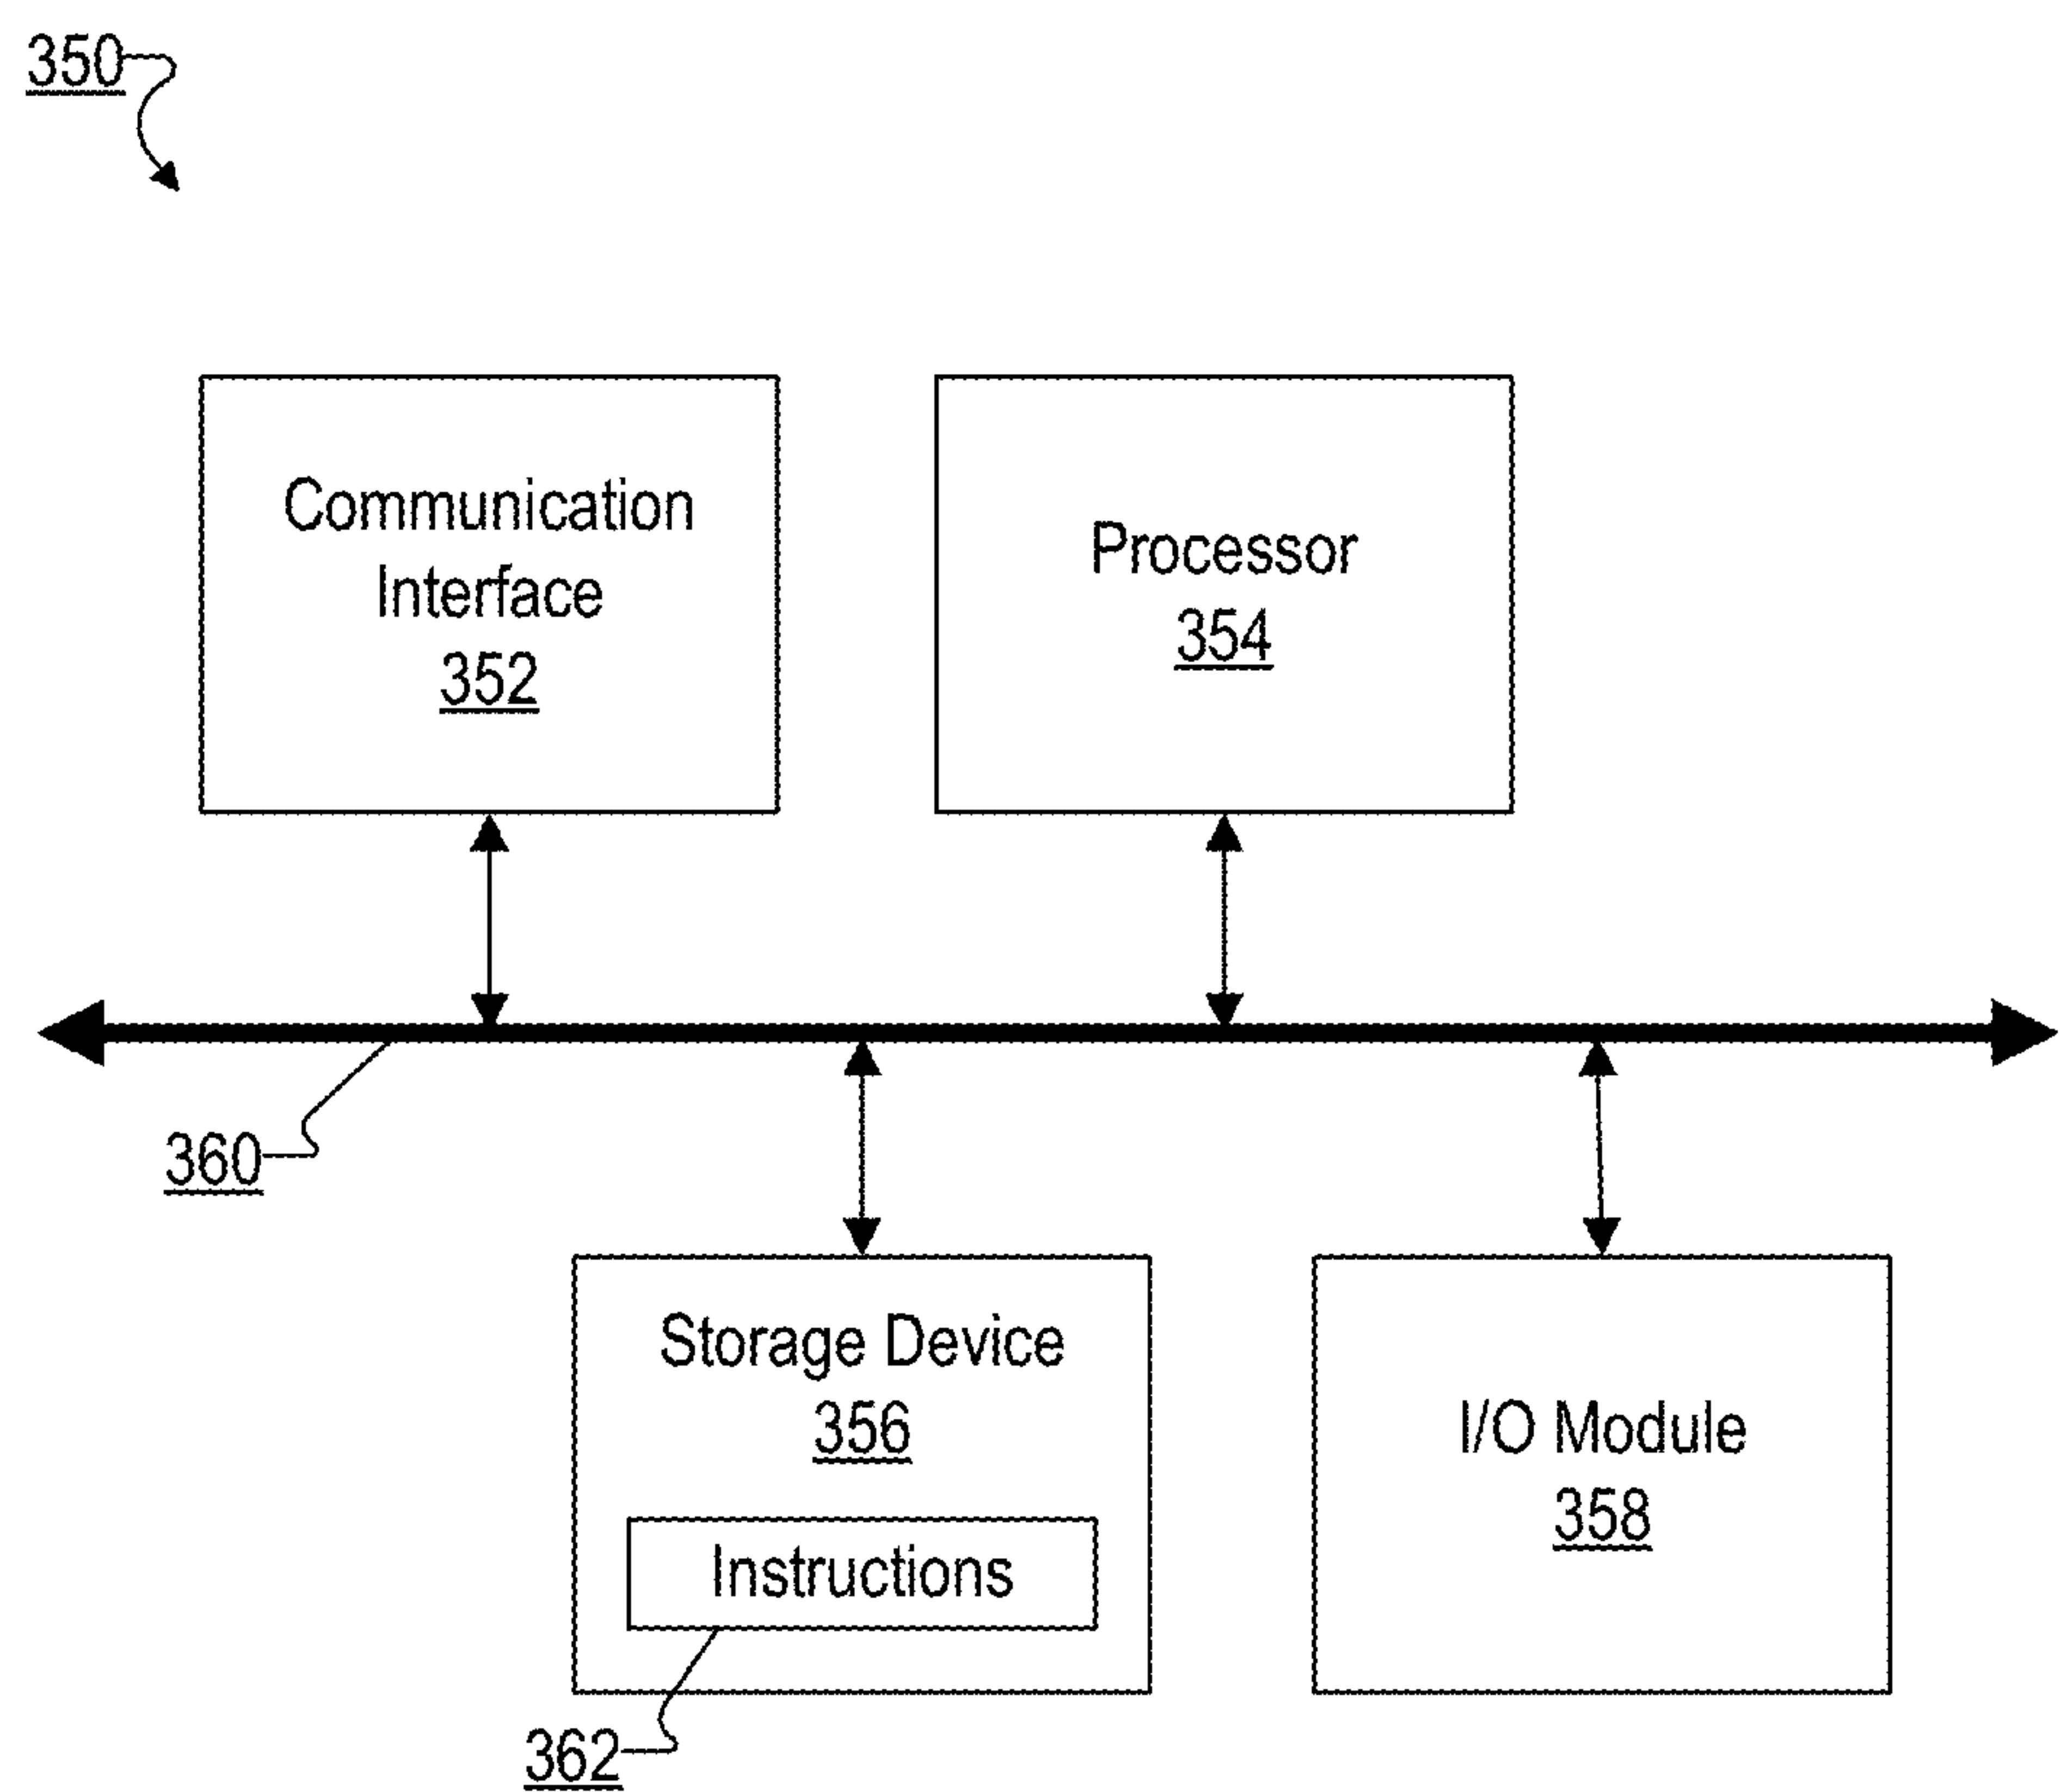 350
Communication
Interface
352
Processor
354
360
Storage Device
356
Instructions
362
I/O Module
358